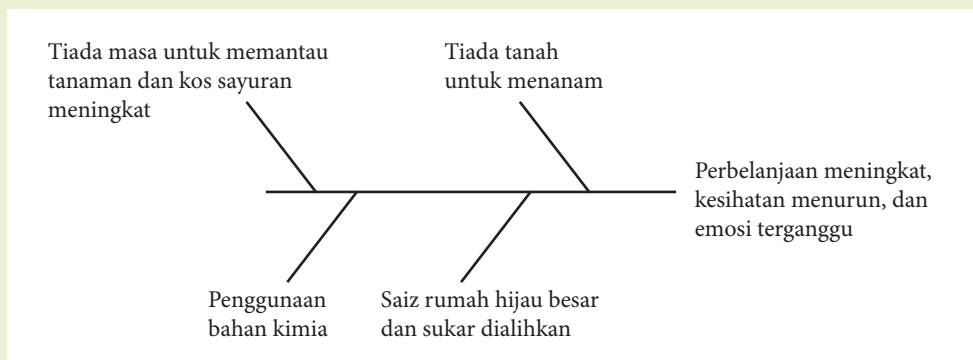 Tiada masa untuk memantau
tanaman dan kos sayuran
meningkat
Tiada tanah
untuk menanam
Perbelanjaan meningkat,
kesihatan menurun, dan
emosi terganggu
Penggunaan
bahan kimia
Saiz rumah hijau besar
dan sukar dialihkan